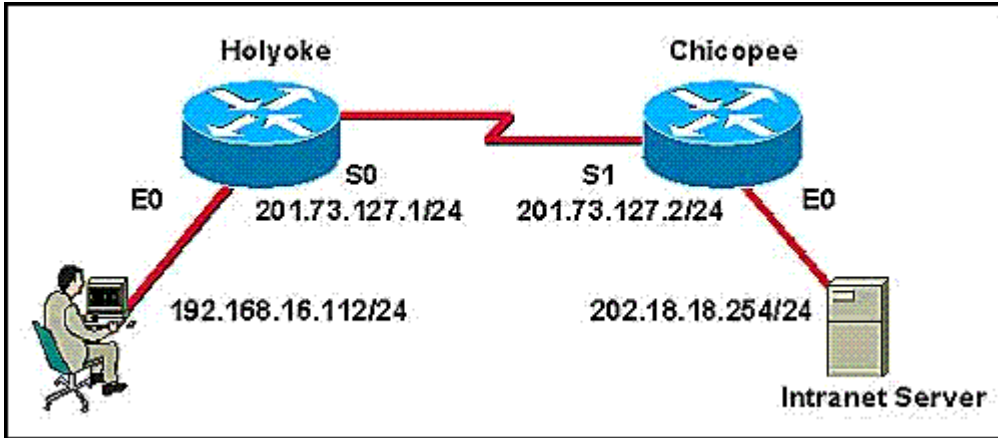 Holyoke
Chicopee
E0
S0
S1
E0
201.73.127.1/24
201.73.127.2/24
192.168.16.112/24
202.18.18.254/24
Intranet Server